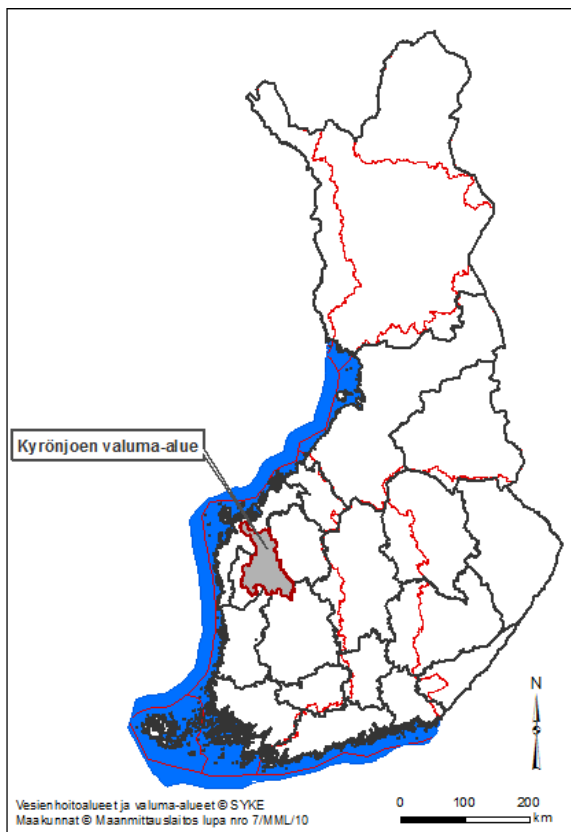 Kyrönjoen valuma-alue
N
Vesienhoitoalueet ja valuma-alueet © SYKE
Maakunnat © Maanmittauslaitos lupa nro 7/MML/10
0 100 200
km